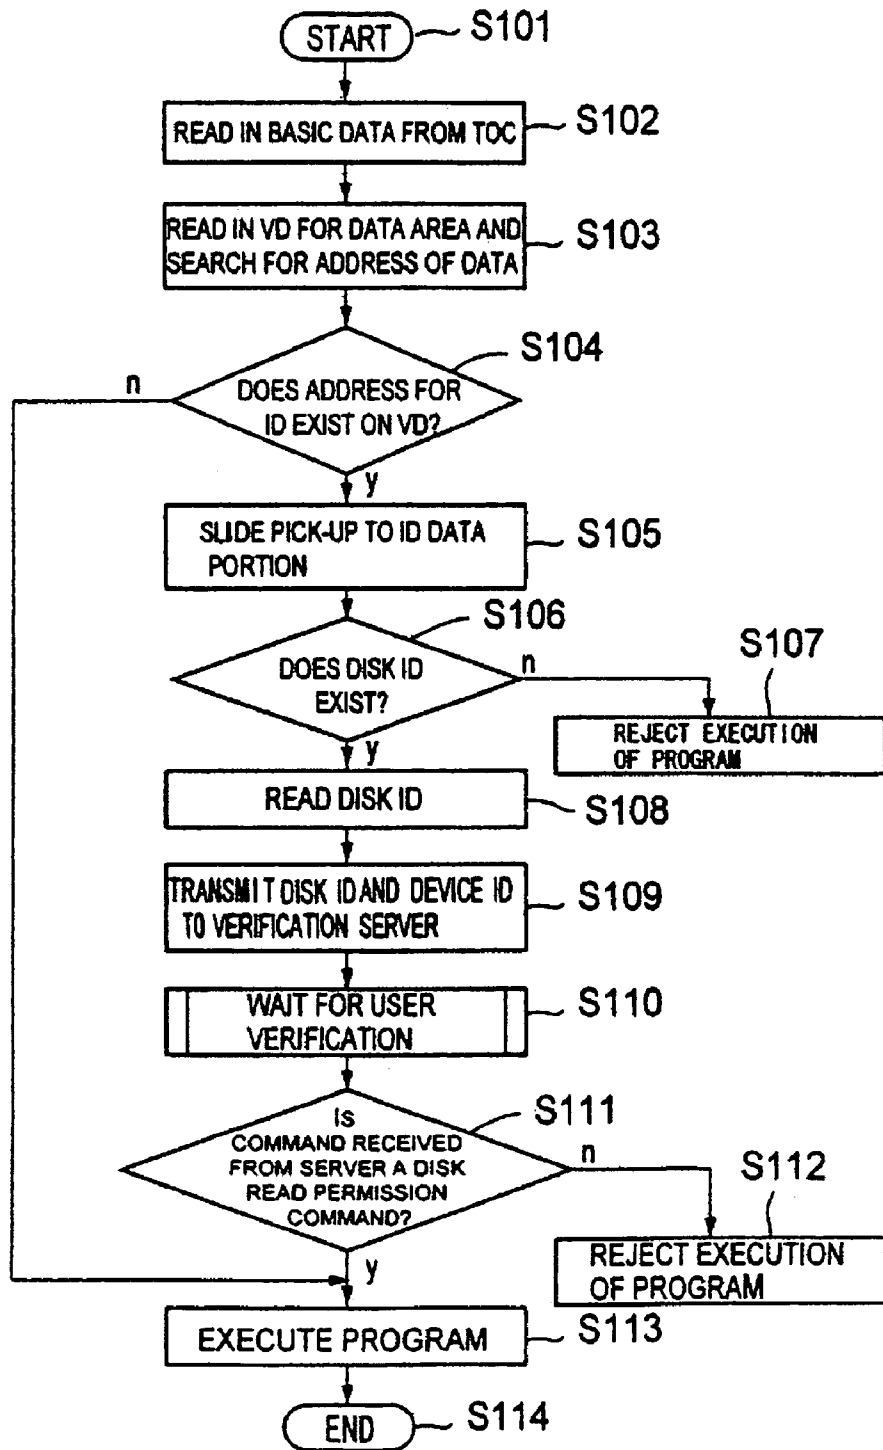 START
S101
READ IN BASIC DATA FROM TOC
S102
READ IN VD FOR DATA AREA AND
SEARCH FOR ADDRESS OF DATA
S103
S104
n
DOES ADDRESS FOR
ID EXIST ON VD?
y
SLIDE PICK-UP TO ID DATA
PORTION
S105
S106
DOES DISK ID
EXIST?
n
S107
REJECT EXECUTION
OF PROGRAM
y
READ DISK ID
S108
TRANSMIT DISK ID AND DEVICE ID
TO VERIFICATION SERVER
S109
WAIT FOR USER
VERIFICATION
S110
S111
Is
COMMAND RECEIVED
FROM SERVER A DISK
READ PERMISSION
COMMAND?
n
S112
REJECT EXECUTION
OF PROGRAM
y
EXECUTE PROGRAM
S113
END
S114